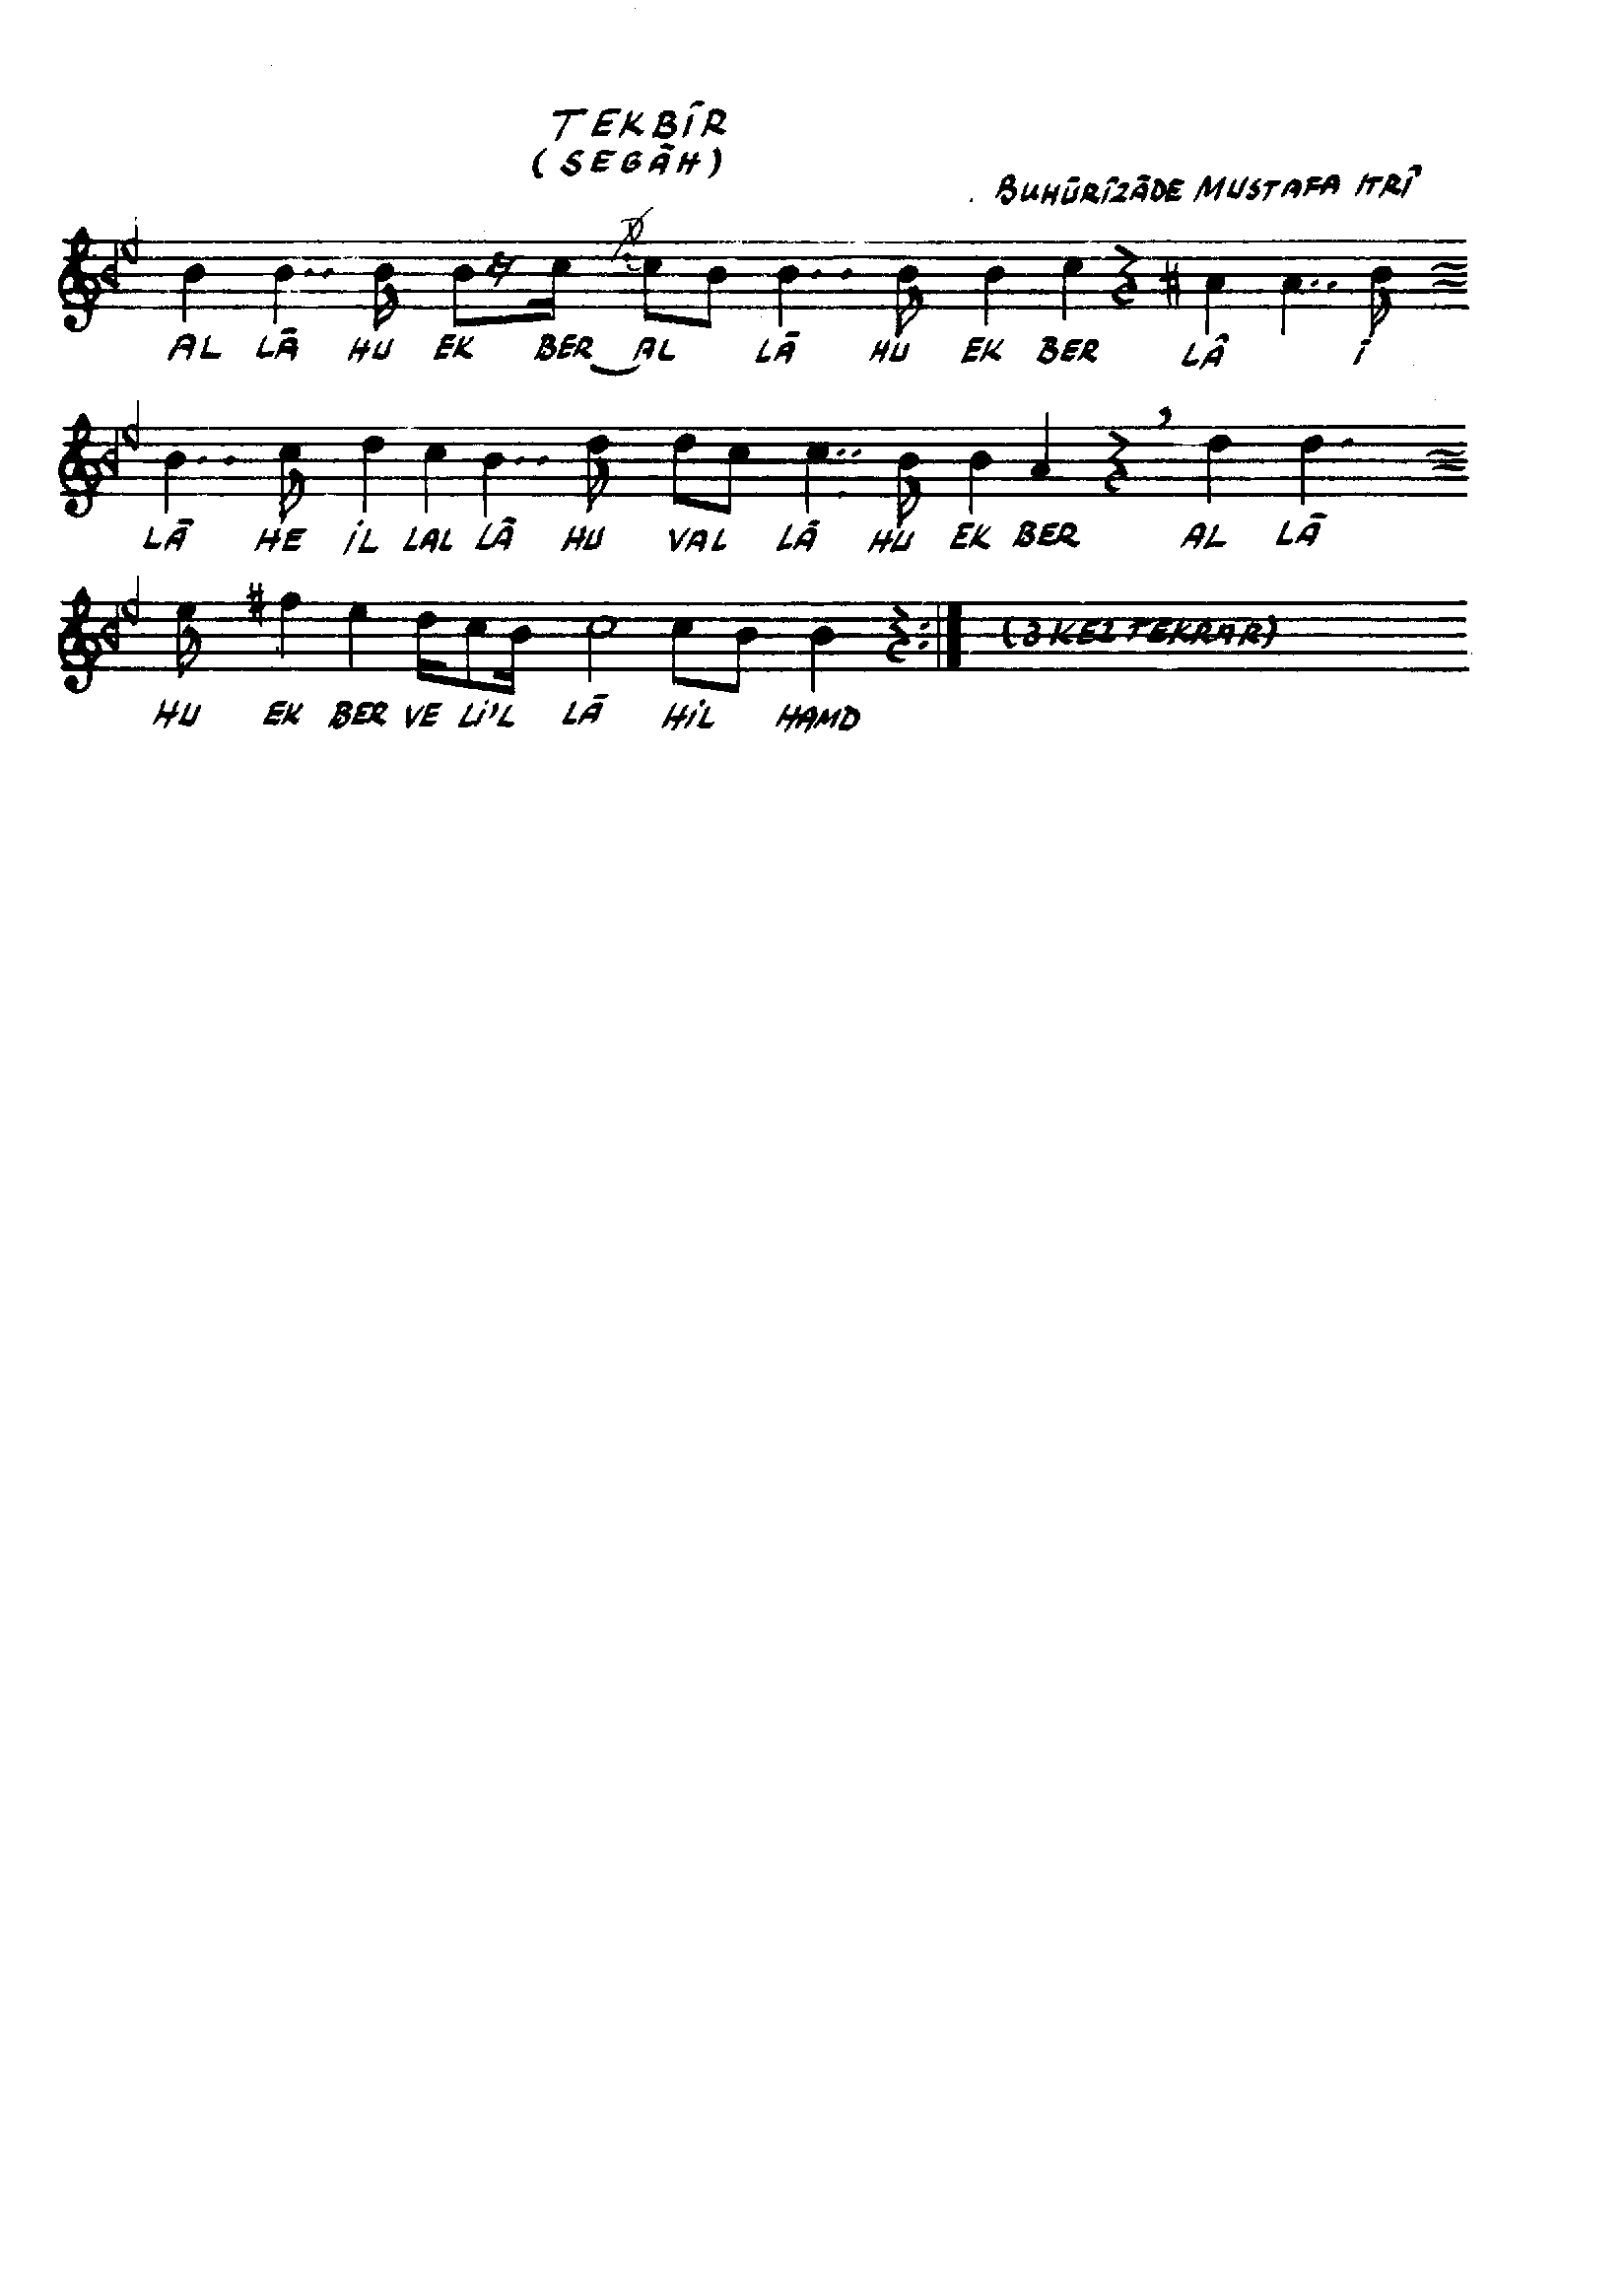 TEKBÎR
(SEGÂH)
BUHÛRÎZÂDE MUSTAFA ITRÎ
AL LÂ HU EK BER AL LÂ HU EK BER LÂ İ
LÂ HE İL LAL LÂ HU VAL LÂ HU EK BER AL LÂ
(3 KEZ TEKRAR)
HU EK BER VE Lİ'L LÂ HİL HAMD